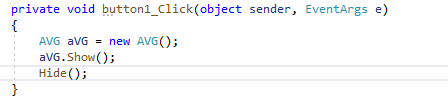 private void button1_Click(object sender, EventArgs e)
{
AVG aVG = new AVG();
aVG.Show();
Hide();
}